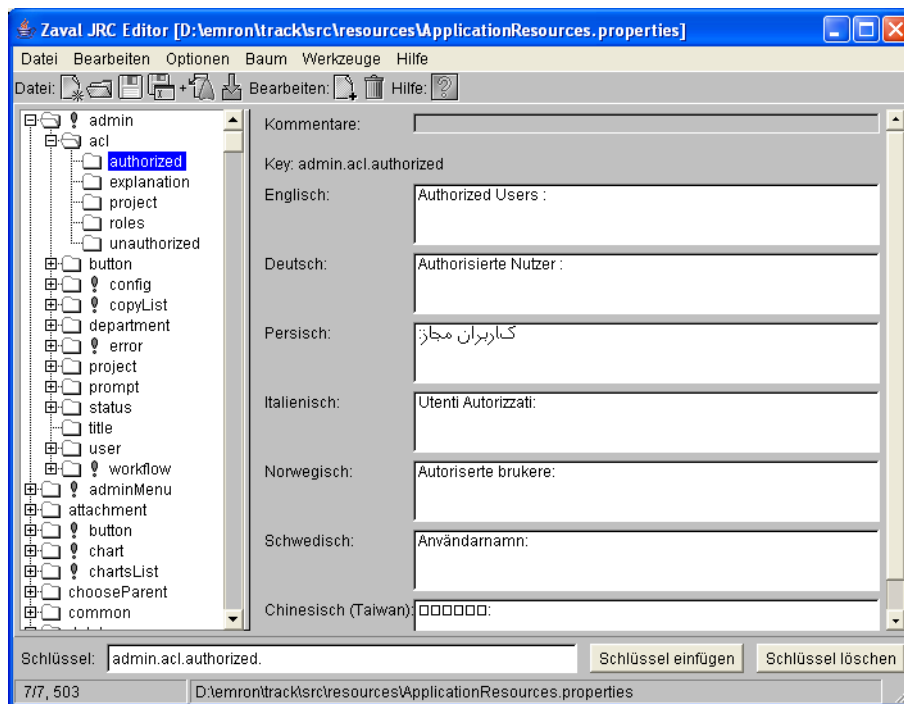 Zaval JRC Editor [D:\emron\track\src\resources\ApplicationResources.properties]
Datei Bearbeiten Optionen Baum Werkzeuge Hilfe
Datei: Bearbeiten: Hilfe:
admin
acl
authorized
explanation
project
roles
unauthorized
button
config
copyList
department
error
project
prompt
status
title
user
workflow
adminMenu
attachment
button
chart
chartsList
chooseParent
common
Kommentare:
Key: admin.acl.authorized
Englisch: Authorized Users :
Deutsch: Authorisierte Nutzer :
Persisch: کاربران مجاز:
Italienisch: Utenti Autorizzati:
Norwegisch: Autoriserte brukere:
Schwedisch: Användarnamn:
Chinesisch (Taiwan): □□□□□□:
Schlüssel: admin.acl.authorized. Schlüssel einfügen Schlüssel löschen
7/7, 503 D:\emron\track\src\resources\ApplicationResources.properties